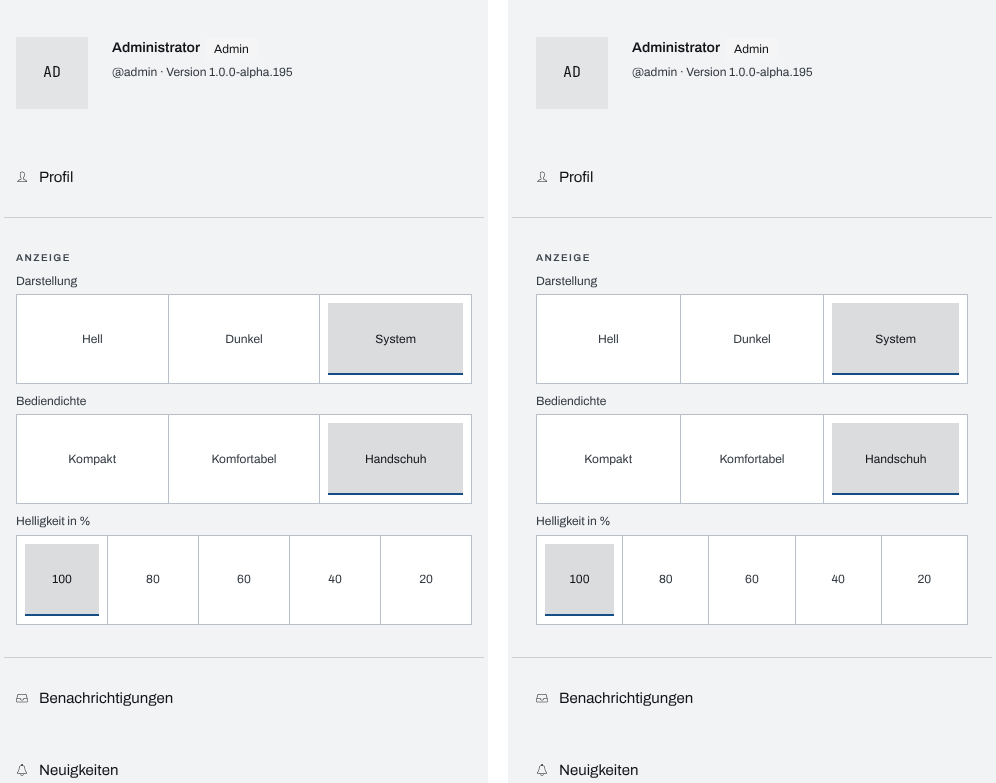 AD
Administrator Admin
@admin · Version 1.0.0-alpha.195
Profil
ANZEIGE
Darstellung
Hell Dunkel System
Bediendichte
Kompakt Komfortabel Handschuh
Helligkeit in %
100 80 60 40 20
Benachrichtigungen
Neuigkeiten
AD
Administrator Admin
@admin · Version 1.0.0-alpha.195
Profil
ANZEIGE
Darstellung
Hell Dunkel System
Bediendichte
Kompakt Komfortabel Handschuh
Helligkeit in %
100 80 60 40 20
Benachrichtigungen
Neuigkeiten